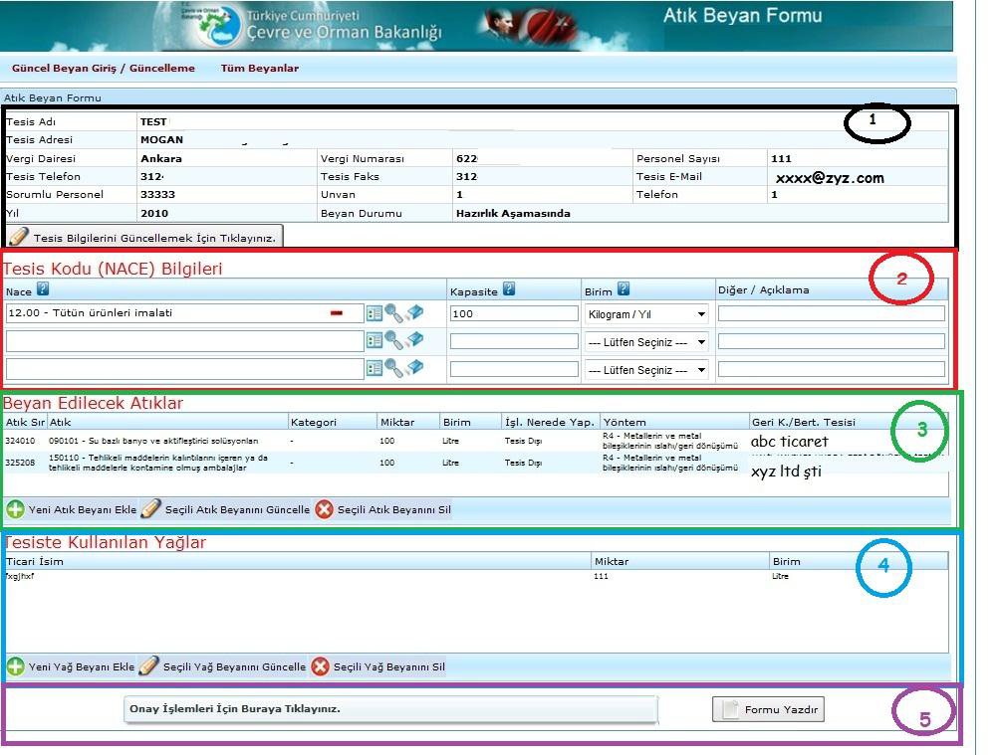 T.C.
Çevre ve Orman
Bakanlığı
Türkiye Cumhuriyeti
Çevre ve Orman Bakanlığı
Atık Beyan Formu
Güncel Beyan Giriş / Güncelleme Tüm Beyanlar
Atık Beyan Formu
Tesis Adı TEST 1
Tesis Adresi MOGAN
Vergi Dairesi Ankara Vergi Numarası 622 Personel Sayısı 111
Tesis Telefon 312 Tesis Faks 312 Tesis E-Mail xxxx@zyz.com
Sorumlu Personel 33333 Unvan 1 Telefon 1
Yıl 2010 Beyan Durumu Hazırlık Aşamasında
Tesis Bilgilerini Güncellemek İçin Tıklayınız.
Tesis Kodu (NACE) Bilgileri 2
Nace ? Kapasite ? Birim ? Diğer / Açıklama
12.00 - Tütün ürünleri imalati 100 Kilogram / Yıl
--- Lütfen Seçiniz ---
--- Lütfen Seçiniz ---
Beyan Edilecek Atıklar 3
Atık Sır Atık Kategori Miktar Birim İşl. Nerede Yap. Yöntem Geri K./Bert. Tesisi
324010 090101 - Su bazlı banyo ve aktifleştirici solüsyonları - 100 Litre Tesis Dışı R4 - Metallerin ve metal bileşiklerinin ıslahı/geri dönüşümü abc ticaret
325208 150110 - Tehlikeli maddelerin kalıntılarını içeren ya da tehlikeli maddelerle kontamine olmuş ambalajlar - 100 Litre Tesis Dışı R4 - Metallerin ve metal bileşiklerinin ıslahı/geri dönüşümü xyz ltd şti
Yeni Atık Beyanı Ekle Seçili Atık Beyanını Güncelle Seçili Atık Beyanını Sil
Tesiste Kullanılan Yağlar 4
Ticari İsim Miktar Birim
fxgjhxf 111 Litre
Yeni Yağ Beyanı Ekle Seçili Yağ Beyanını Güncelle Seçili Yağ Beyanını Sil
Onay İşlemleri İçin Buraya Tıklayınız. Formu Yazdır 5